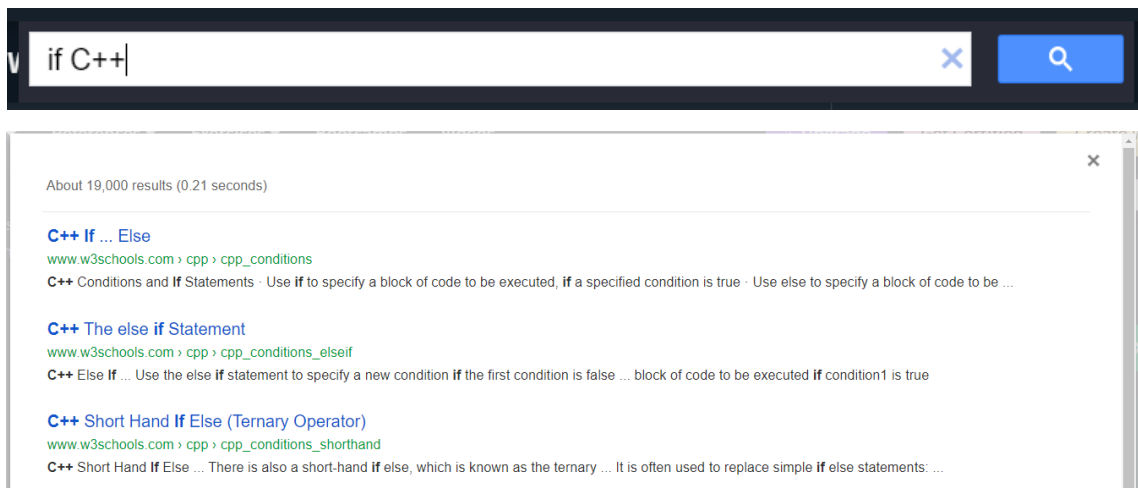 if C++
About 19,000 results (0.21 seconds)
C++ If ... Else
www.w3schools.com › cpp › cpp_conditions
C++ Conditions and If Statements · Use if to specify a block of code to be executed, if a specified condition is true · Use else to specify a block of code to be ...
C++ The else if Statement
www.w3schools.com › cpp › cpp_conditions_elseif
C++ Else If ... Use the else if statement to specify a new condition if the first condition is false ... block of code to be executed if condition1 is true
C++ Short Hand If Else (Ternary Operator)
www.w3schools.com › cpp › cpp_conditions_shorthand
C++ Short Hand If Else ... There is also a short-hand if else, which is known as the ternary ... It is often used to replace simple if else statements: ...